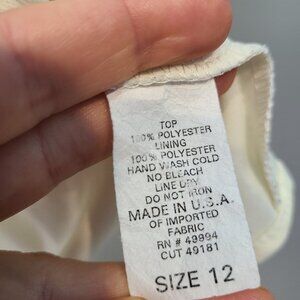 TOP
100% POLYESTER
LINING
100% POLYESTER
HAND WASH COLD
NO BLEACH
LINE DRY
DO NOT IRON
MADE IN U.S.A.
OF IMPORTED
FABRIC
RN # 49994
CUT 49181
SIZE 12